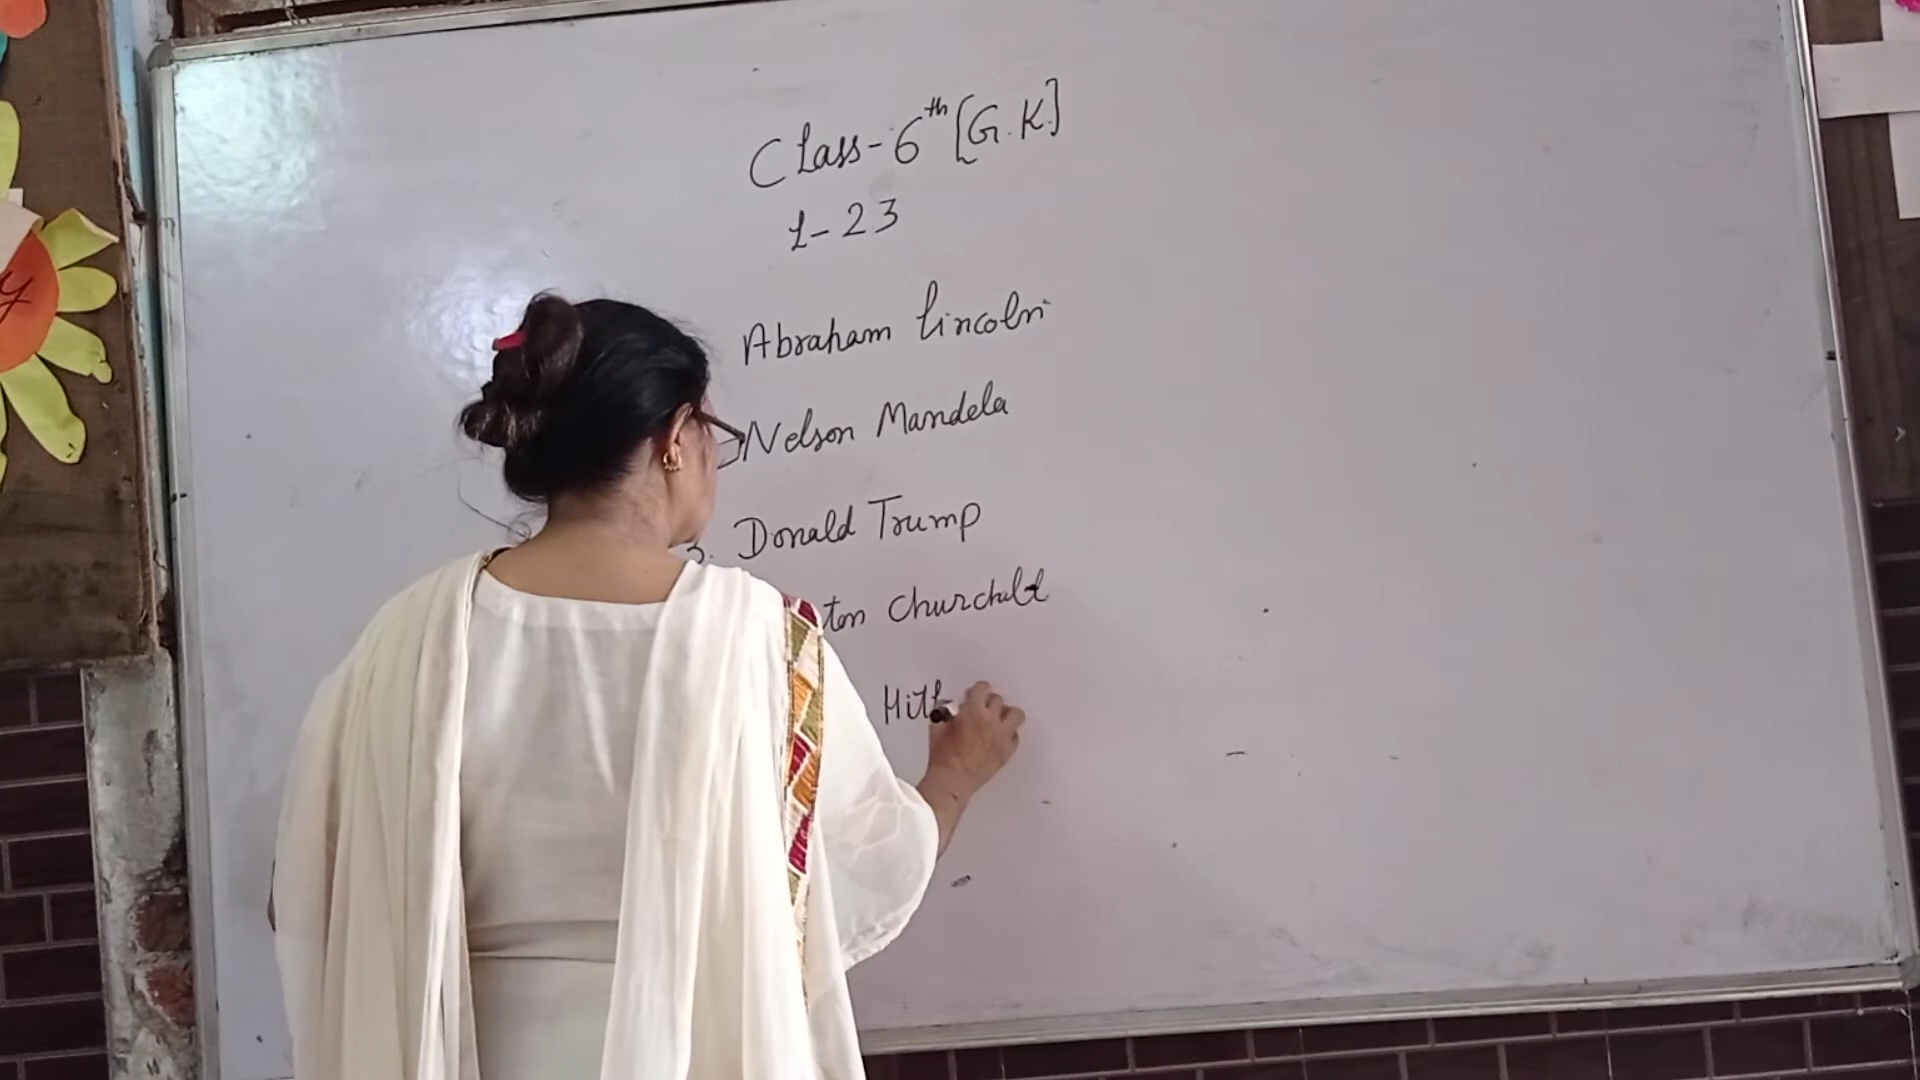 Class-6th [G.K]
L-23
Abraham Lincoln
Nelson Mandela
3. Donald Trump
ton Churchill
Hitl
y